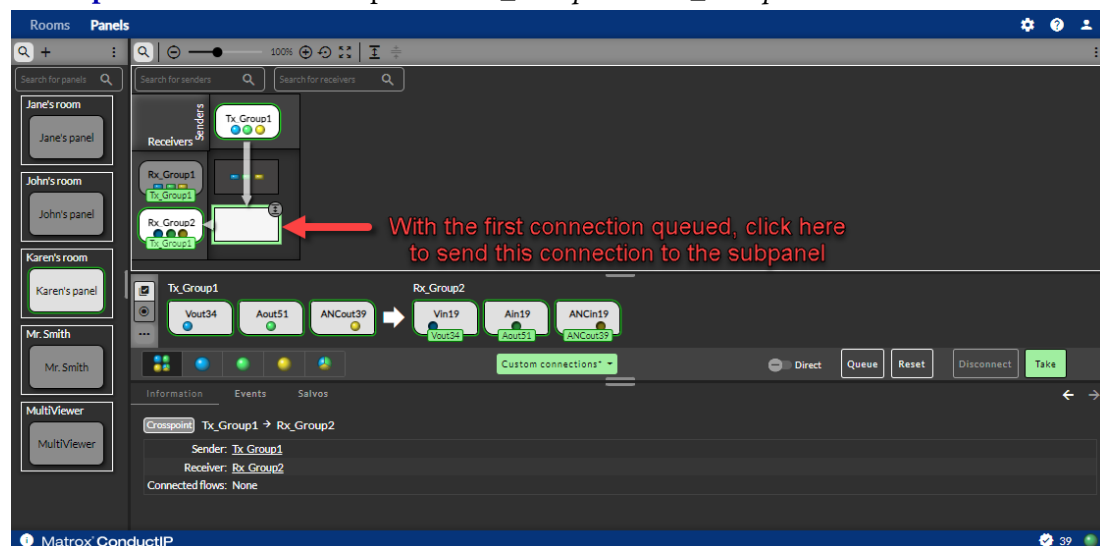 Rooms Panels
100%
Search for panels
Search for senders
Search for receivers
Jane's room
Jane's panel
John's room
John's panel
Karen's room
Karen's panel
Mr. Smith
Mr. Smith
MultiViewer
MultiViewer
Senders
Receivers
Tx_Group1
Rx_Group1
Tx_Group1
Rx_Group2
Tx_Group1
With the first connection queued, click here
to send this connection to the subpanel
Tx_Group1
Rx_Group2
Vout34
Aout51
ANCout39
Vin19
Vout34
Ain19
Aout51
ANCin19
ANCout39
Custom connections*
Direct
Queue
Reset
Disconnect
Take
Information Events Salvos
Crosspoint Tx_Group1 → Rx_Group2
Sender: Tx_Group1
Receiver: Rx_Group2
Connected flows: None
Matrox ConductIP
39